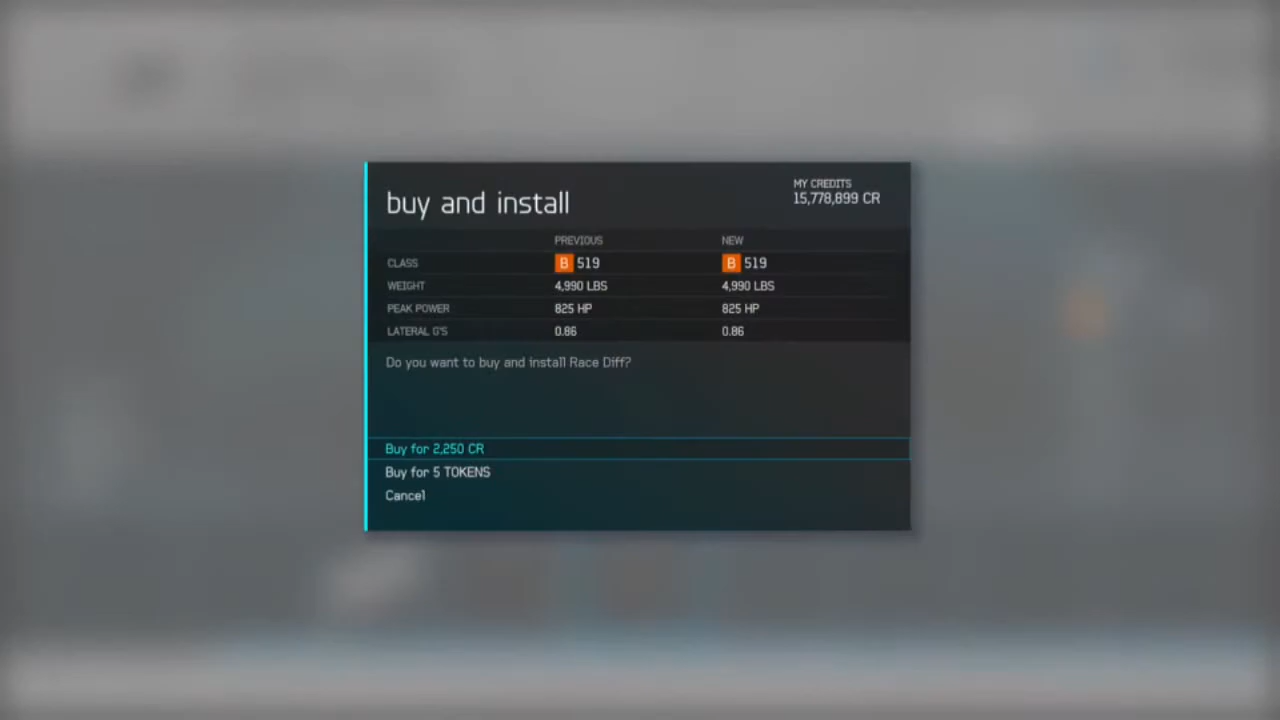 buy and install
MY CREDITS
15,778,899 CR
PREVIOUS NEW
CLASS B 519 B 519
WEIGHT 4,990 LBS 4,990 LBS
PEAK POWER 825 HP 825 HP
LATERAL G'S 0.86 0.86
Do you want to buy and install Race Diff?
Buy for 2,250 CR
Buy for 5 TOKENS
Cancel